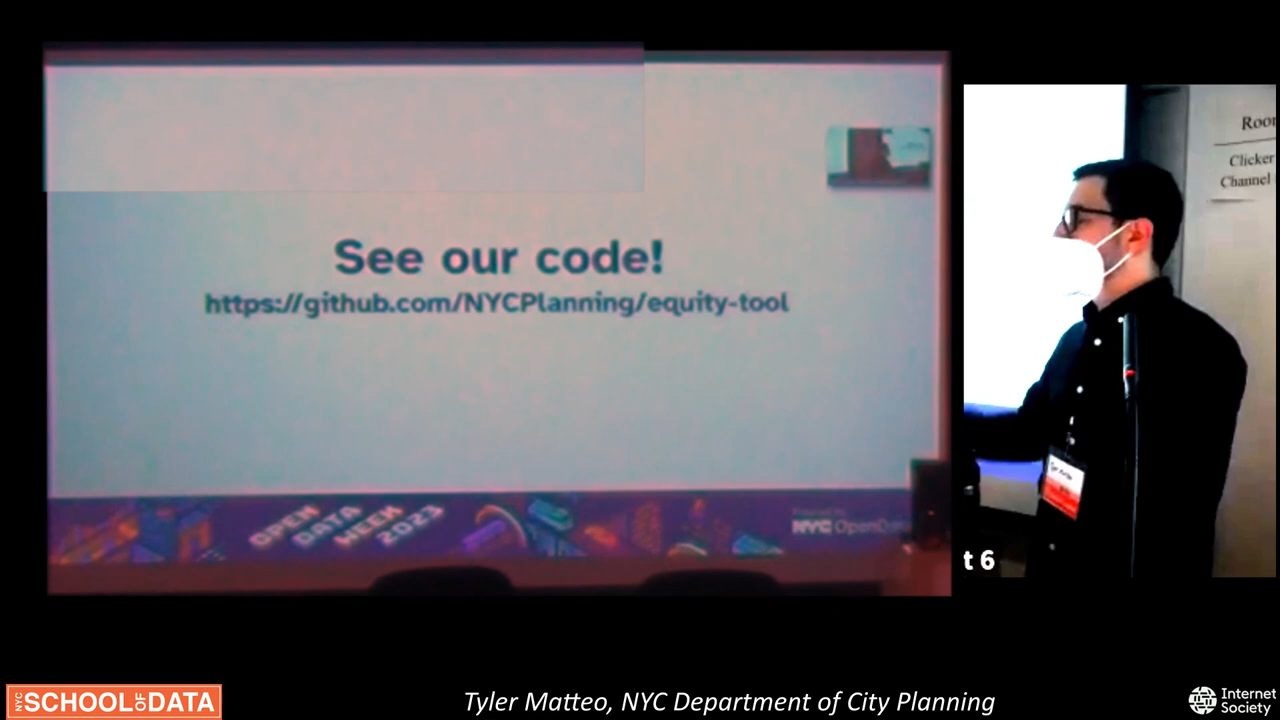 See our code!
https://github.com/NYCPlanning/equity-tool
OPEN
DATA
WEEK
2023
NYC OpenData
Room
Clicker
Channel
t 6
NYC SCHOOL OF DATA
Tyler Matteo, NYC Department of City Planning
Internet
Society